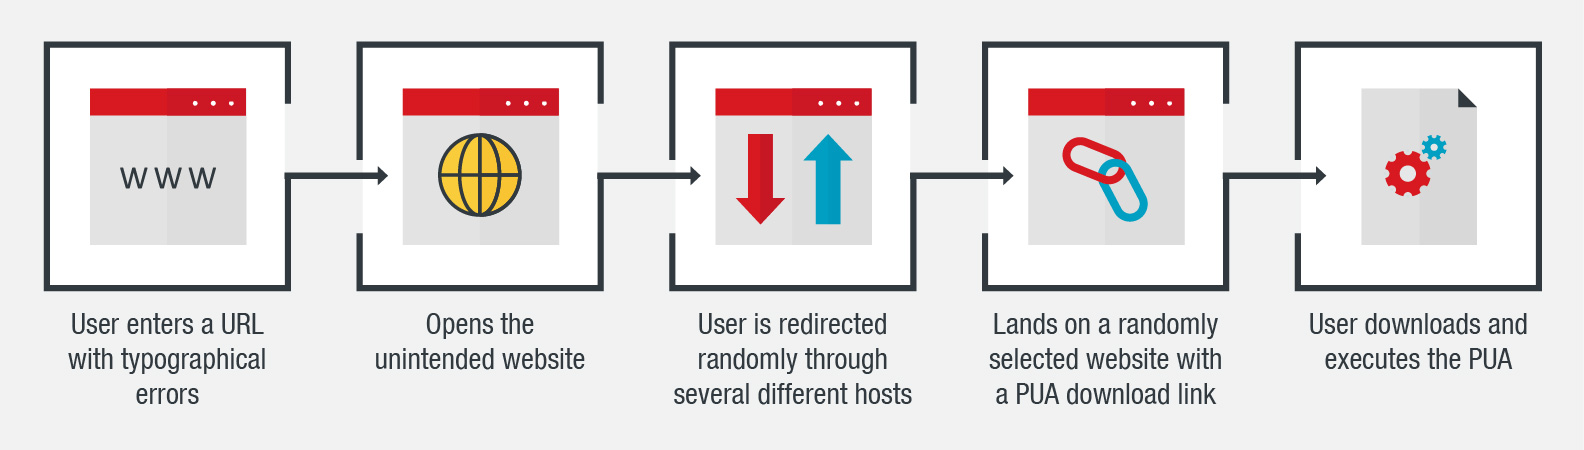 WWW
User enters a URL
with typographical
errors
Opens the
unintended website
User is redirected
randomly through
several different hosts
Lands on a randomly
selected website with
a PUA download link
User downloads and
executes the PUA